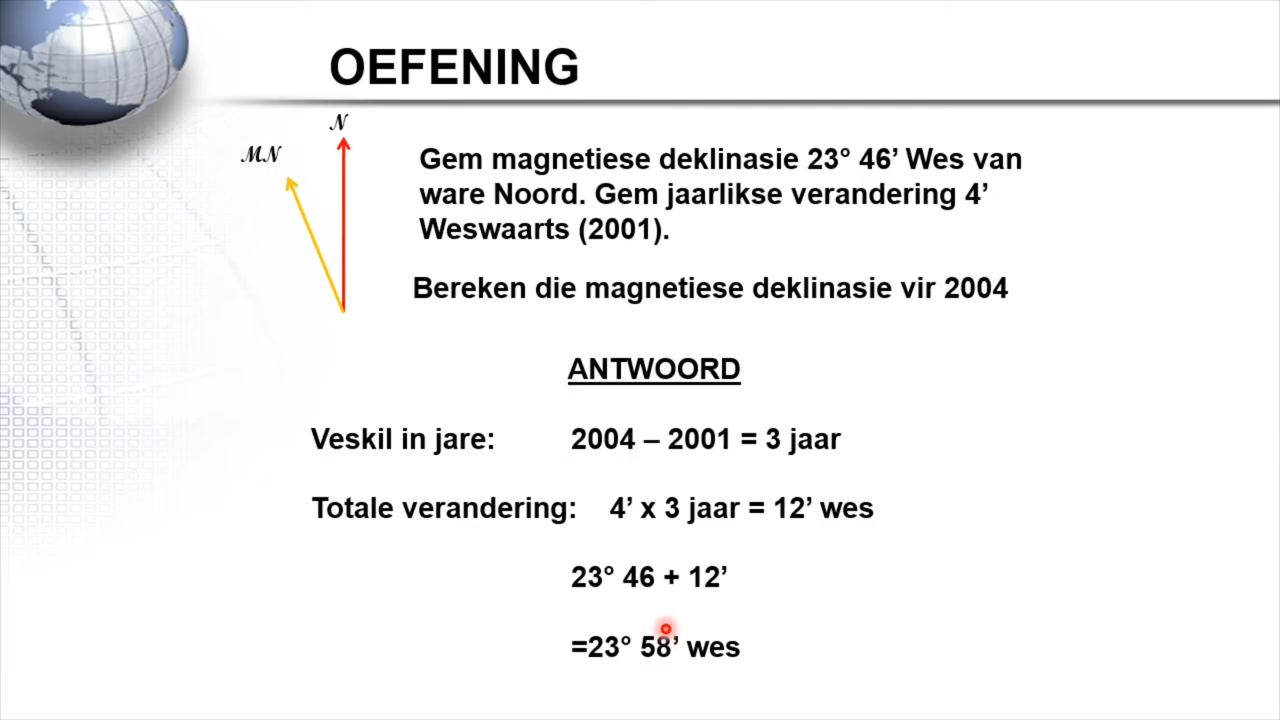 OEFENING
N
MN
Gem magnetiese deklinasie 23° 46’ Wes van
ware Noord. Gem jaarlikse verandering 4’
Weswaarts (2001).
Bereken die magnetiese deklinasie vir 2004
ANTWOORD
Veskil in jare: 2004 – 2001 = 3 jaar
Totale verandering: 4’ x 3 jaar = 12’ wes
23° 46 + 12’
=23° 58’ wes